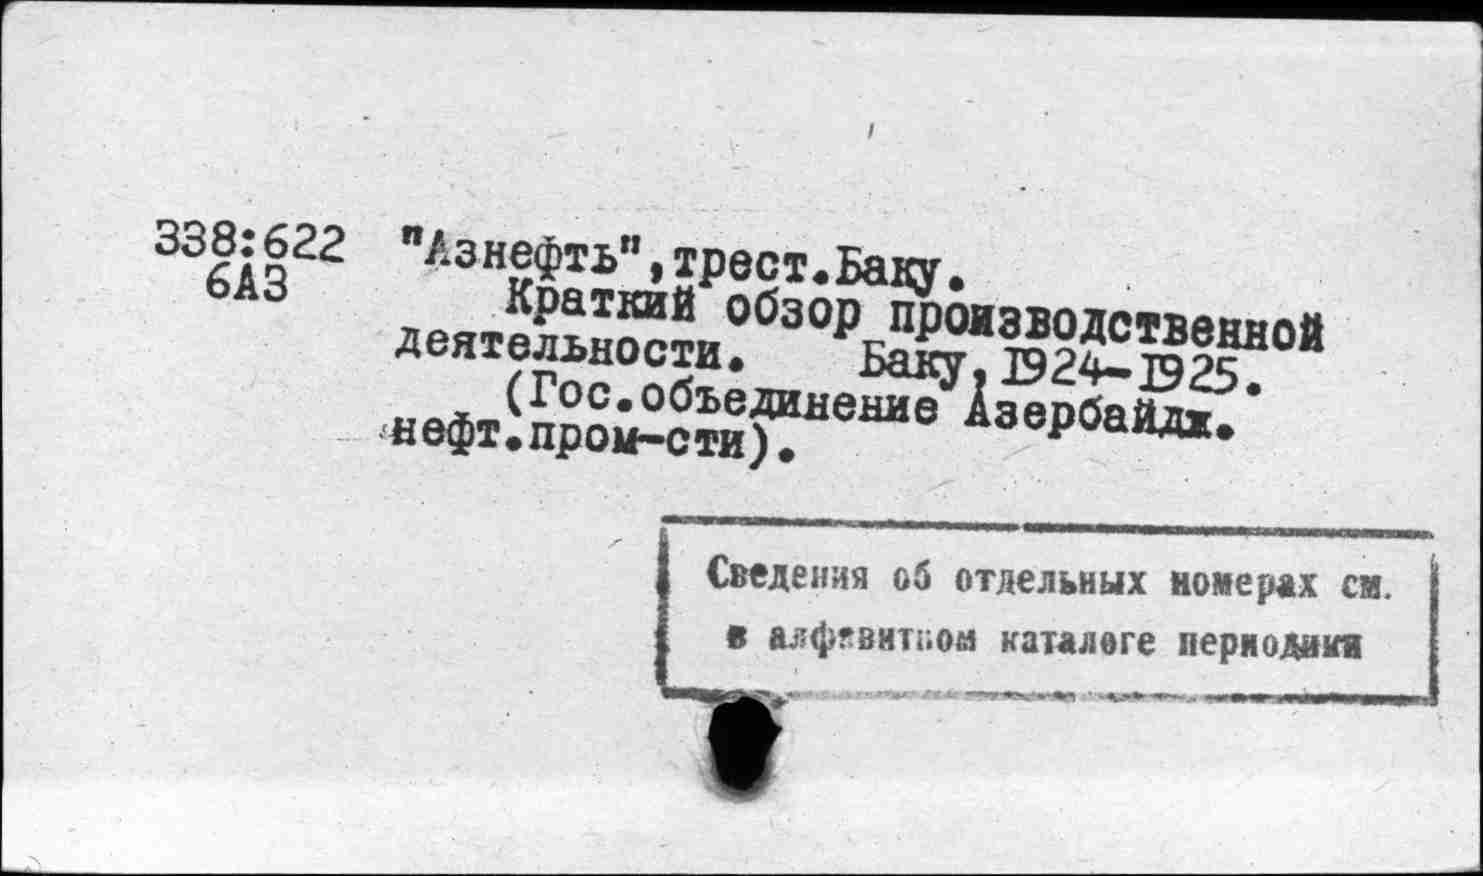 338:622 "Азнефть",трест.Баку.
6АЗ
Краткий обзор производственной
деятельности. Баку,1924-1925.
(Гос.объединение Азербайдж.
нефт.пром-сти).
Сведения об отдельных номерах см.
в алфавитном каталоге периодики